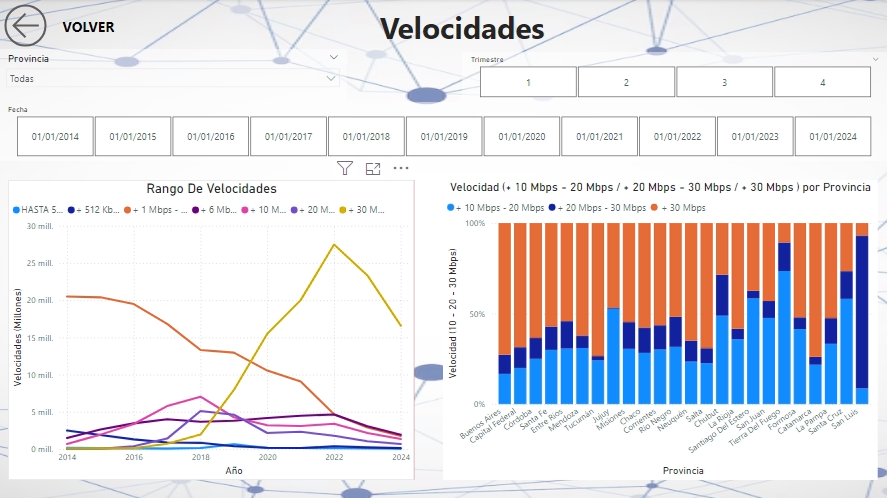 VOLVER
Velocidades
Provincia
Todas
Trimestre
1 2 3 4
Fecha
01/01/2014 01/01/2015 01/01/2016 01/01/2017 01/01/2018 01/01/2019 01/01/2020 01/01/2021 01/01/2022 01/01/2023 01/01/2024
Rango De Velocidades
HASTA 5... + 512 Kb... + 1 Mbps - ... + 6 Mb... + 10 M... + 20 M... + 30 M...
Velocidades (Millones)
30 mill.
25 mill.
20 mill.
15 mill.
10 mill.
5 mill.
0 mill.
2014 2016 2018 2020 2022 2024
Año
Velocidad (+ 10 Mbps - 20 Mbps / + 20 Mbps - 30 Mbps / + 30 Mbps ) por Provincia
+ 10 Mbps - 20 Mbps + 20 Mbps - 30 Mbps + 30 Mbps
Velocidad (10 - 20 - 30 Mbps)
100%
50%
0%
Buenos Aires
Capital Federal
Córdoba
Santa Fe
Entre Rios
Mendoza
Tucumán
Jujuy
Misiones
Chaco
Corrientes
Rio Negro
Neuquén
Salta
Chubut
La Rioja
Santiago Del Estero
San Juan
Tierra Del Fuego
Formosa
Catamarca
La Pampa
Santa Cruz
San Luis
Provincia